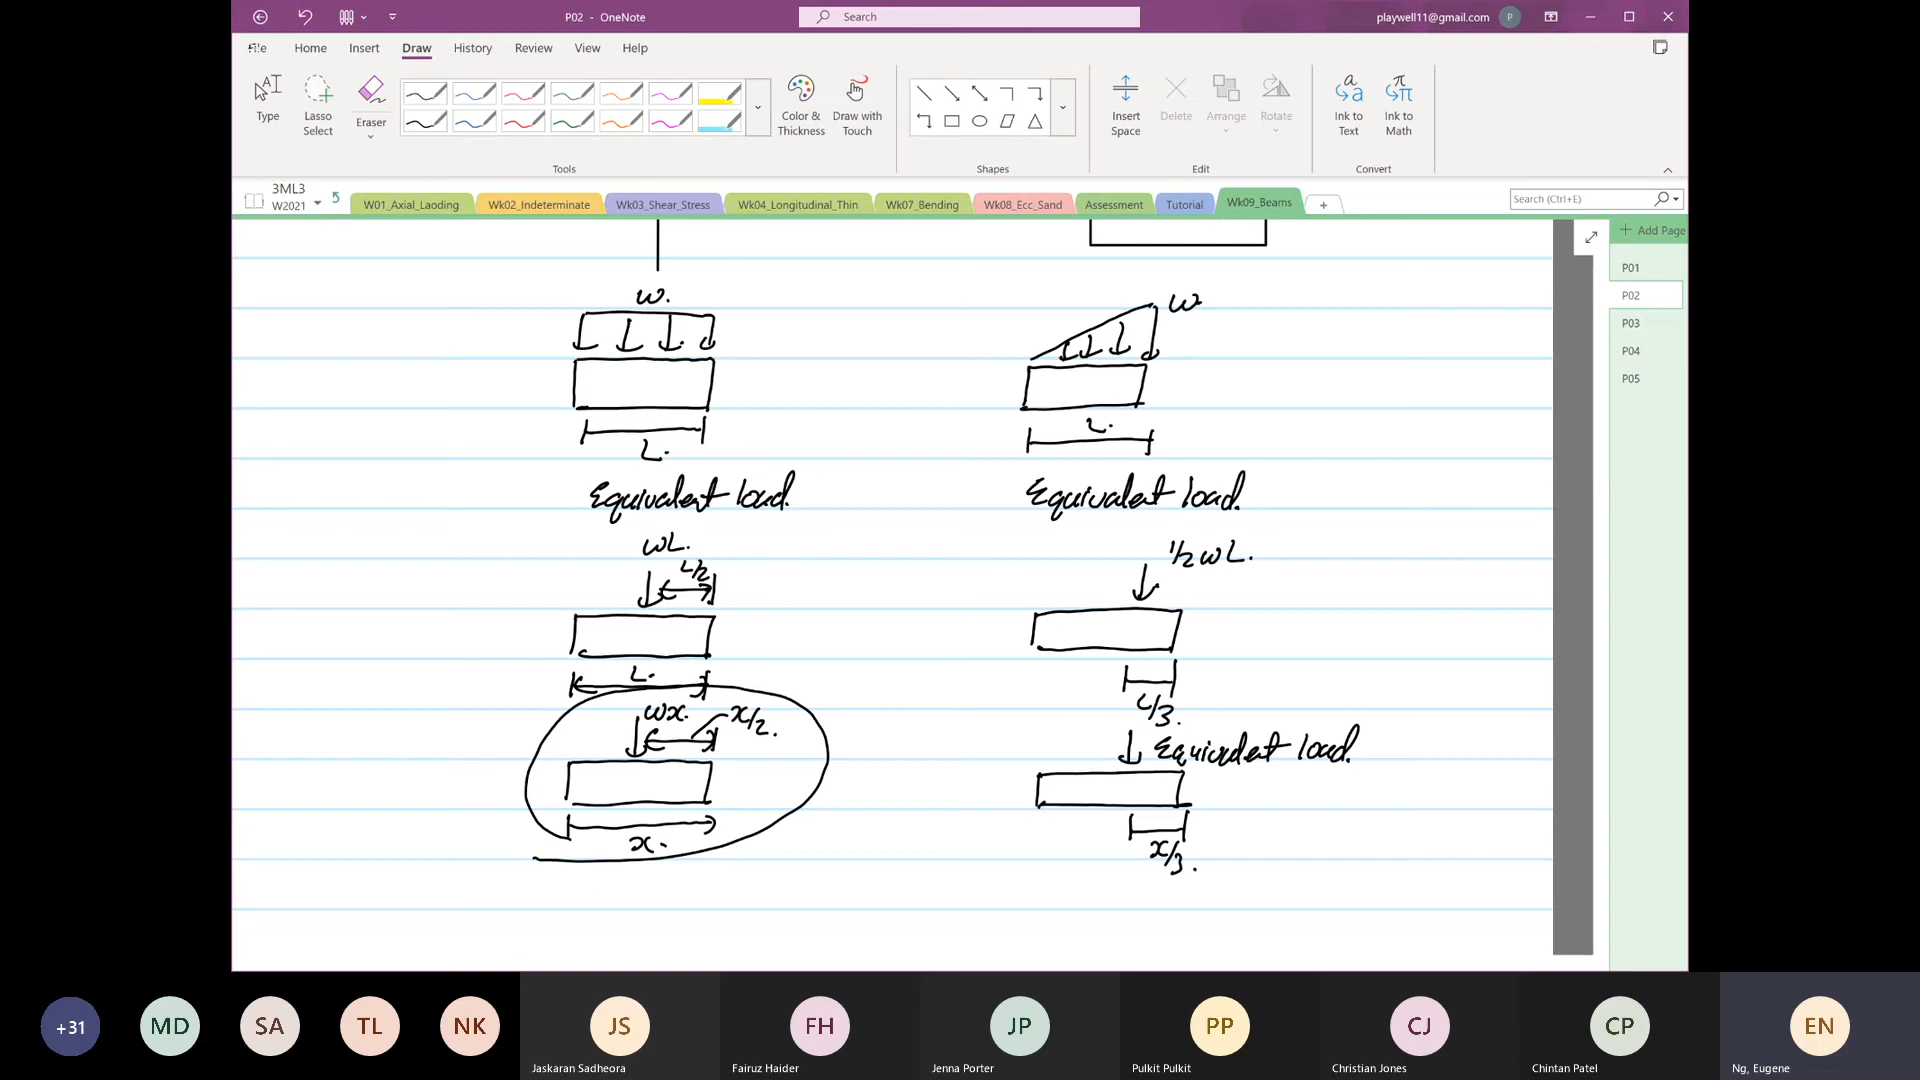 P02 - OneNote
Search
playwell11@gmail.com
P
File
Home
Insert
Draw
History
Review
View
Help
Type
Lasso
Select
Eraser
Color &
Thickness
Draw with
Touch
Insert
Space
Delete
Arrange
Rotate
Ink to
Text
Ink to
Math
Tools
Shapes
Edit
Convert
3ML3
W2021
W01_Axial_Laoding
Wk02_Indeterminate
Wk03_Shear_Stress
Wk04_Longitudinal_Thin
Wk07_Bending
Wk08_Ecc_Sand
Assessment
Tutorial
Wk09_Beams
Search (Ctrl+E)
Add Page
P01
P02
P03
P04
P05
w.
L.
Equivalent load.
wL.
L/2
L.
wx.
x/2.
x.
w
L.
Equivalent load.
1/2 wL.
L/3.
Equivalent load.
x/3.
+31
MD
SA
TL
NK
JS
Jaskaran Sadheora
FH
Fairuz Haider
JP
Jenna Porter
PP
Pulkit Pulkit
CJ
Christian Jones
CP
Chintan Patel
EN
Ng, Eugene